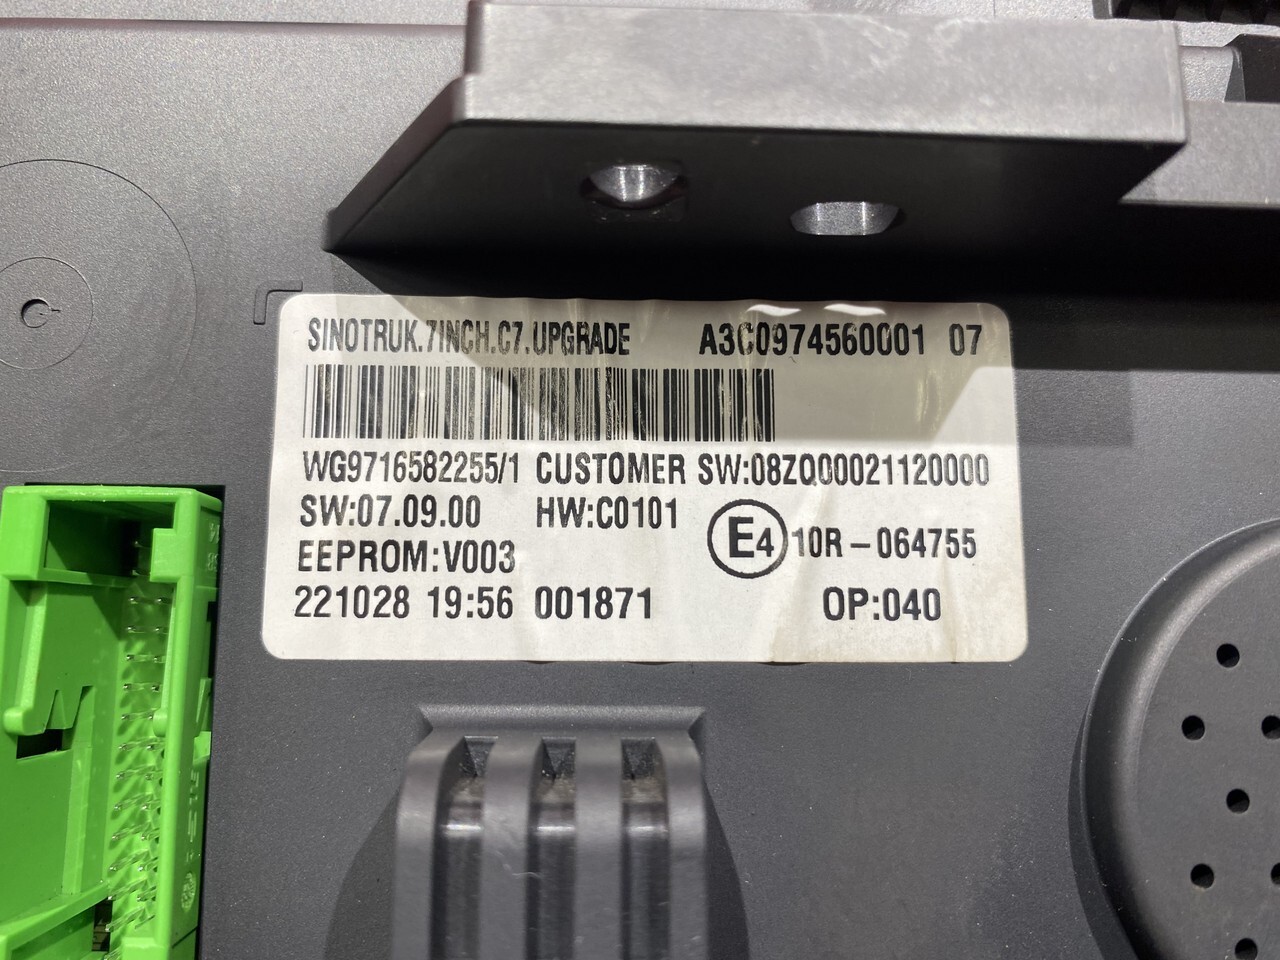 SINOTRUK.7INCH.C7.UPGRADE A3C0974560001 07
WG9716582255/1 CUSTOMER SW:08ZQ00021120000
SW:07.09.00 HW:C0101
E4 10R-064755
EEPROM:V003
221028 19:56 001871 OP:040